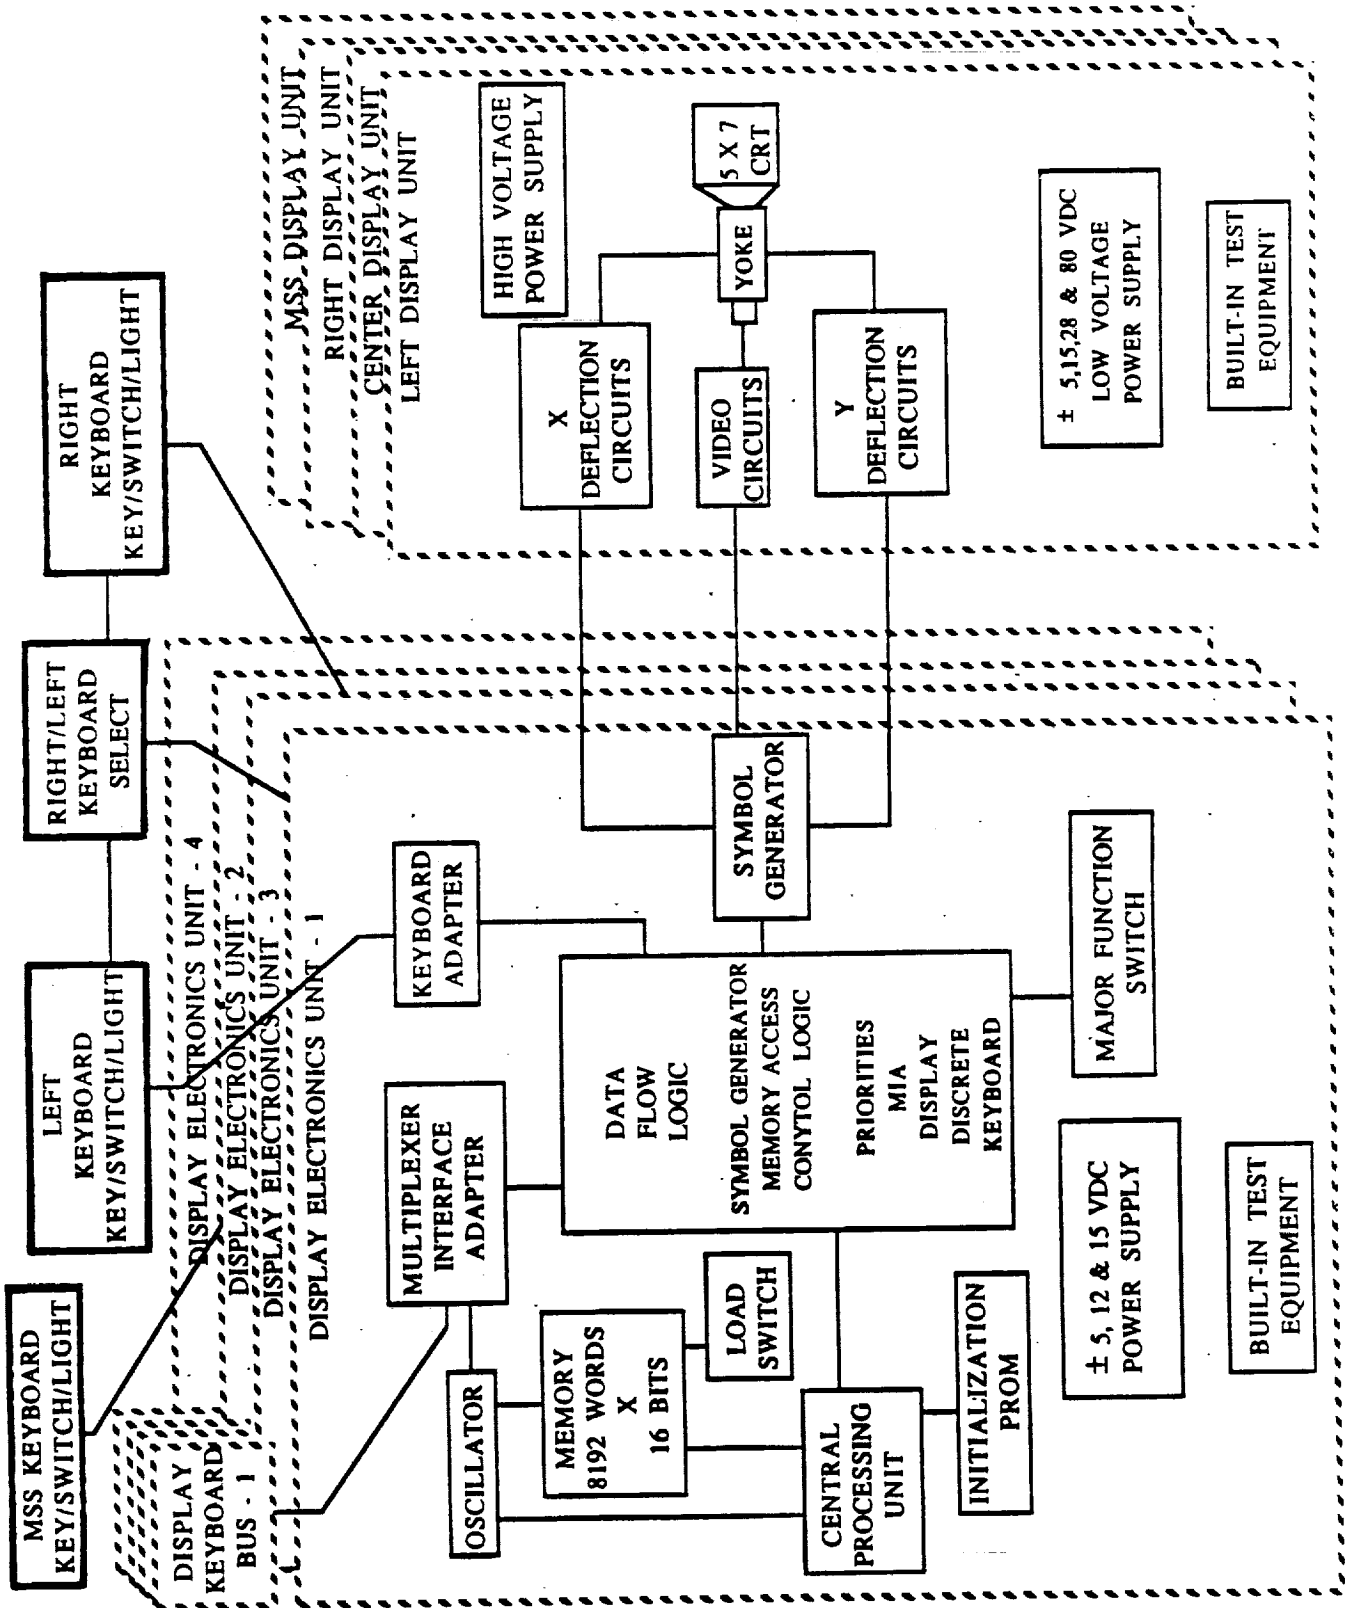 MSS KEYBOARD
KEY/SWITCH/LIGHT
LEFT
KEYBOARD
KEY/SWITCH/LIGHT
RIGHT/LEFT
KEYBOARD
SELECT
RIGHT
KEYBOARD
KEY/SWITCH/LIGHT
DISPLAY
KEYBOARD
BUS - 1
DISPLAY ELECTRONICS UNIT - 4
DISPLAY ELECTRONICS UNIT - 2
DISPLAY ELECTRONICS UNIT - 3
DISPLAY ELECTRONICS UNIT - 1
OSCILLATOR
MULTIPLEXER
INTERFACE
ADAPTER
KEYBOARD
ADAPTER
MEMORY
8192 WORDS
X
16 BITS
LOAD
SWITCH
DATA
FLOW
LOGIC
SYMBOL GENERATOR
MEMORY ACCESS
CONYTOL LOGIC
PRIORITIES
MIA
DISPLAY
DISCRETE
KEYBOARD
SYMBOL
GENERATOR
CENTRAL
PROCESSING
UNIT
INITIALIZATION
PROM
MAJOR FUNCTION
SWITCH
± 5, 12 & 15 VDC
POWER SUPPLY
BUILT-IN TEST
EQUIPMENT
MSS DISPLAY UNIT
RIGHT DISPLAY UNIT
CENTER DISPLAY UNIT
LEFT DISPLAY UNIT
HIGH VOLTAGE
POWER SUPPLY
X
DEFLECTION
CIRCUITS
VIDEO
CIRCUITS
YOKE
5 X 7
CRT
Y
DEFLECTION
CIRCUITS
± 5,15,28 & 80 VDC
LOW VOLTAGE
POWER SUPPLY
BUILT-IN TEST
EQUIPMENT